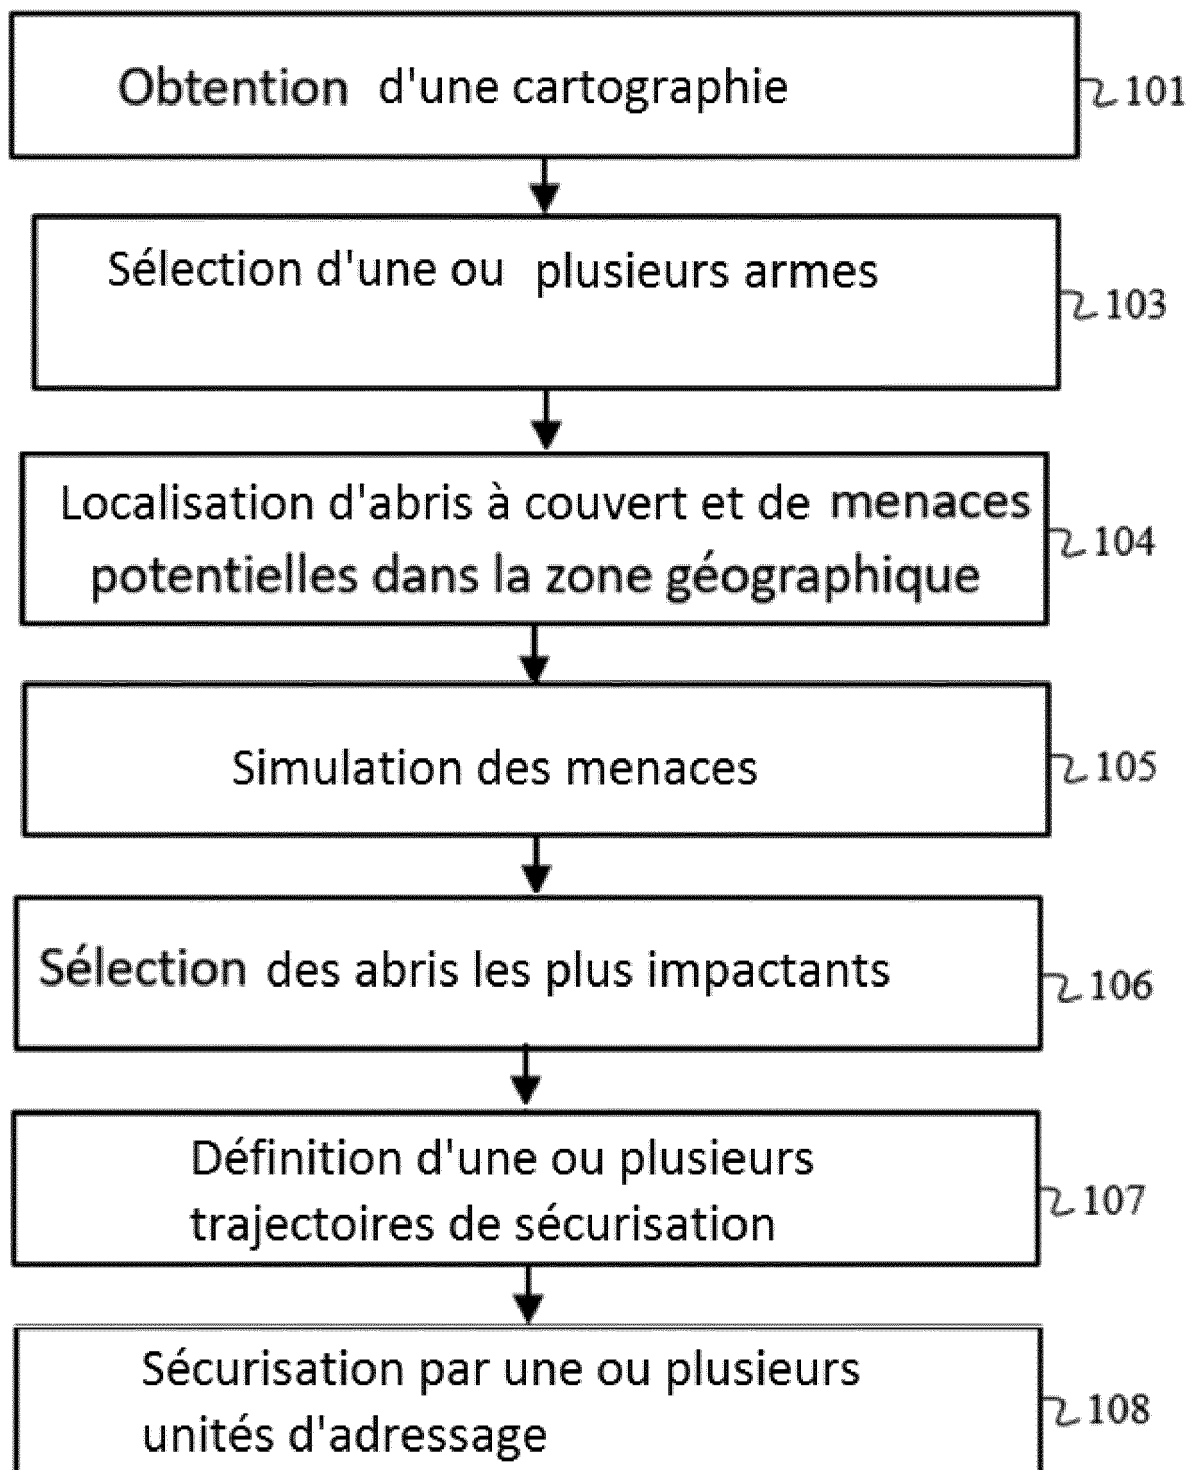 Obtention d'une cartographie
101
Sélection d'une ou plusieurs armes
103
Localisation d'abris à couvert et de menaces
potentielles dans la zone géographique
104
Simulation des menaces
105
Sélection des abris les plus impactants
106
Définition d'une ou plusieurs
trajectoires de sécurisation
107
Sécurisation par une ou plusieurs
unités d'adressage
108